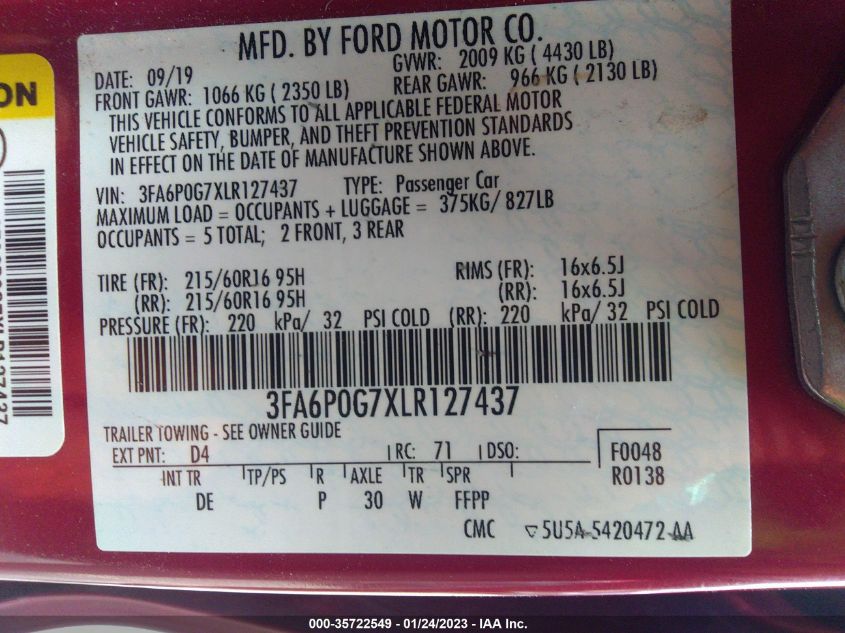 MFD. BY FORD MOTOR CO.
DATE: 09/19
GVWR: 2009 KG ( 4430 LB)
FRONT GAWR: 1066 KG ( 2350 LB)
REAR GAWR: 966 KG ( 2130 LB)
THIS VEHICLE CONFORMS TO ALL APPLICABLE FEDERAL MOTOR
VEHICLE SAFETY, BUMPER, AND THEFT PREVENTION STANDARDS
IN EFFECT ON THE DATE OF MANUFACTURE SHOWN ABOVE.
VIN: 3FA6P0G7XLR127437 TYPE: Passenger Car
MAXIMUM LOAD = OCCUPANTS + LUGGAGE = 375KG/ 827LB
OCCUPANTS = 5 TOTAL; 2 FRONT, 3 REAR
TIRE (FR): 215/60R16 95H RIMS (FR): 16x6.5J
(RR): 215/60R16 95H (RR): 16x6.5J
PRESSURE (FR): 220 kPa/ 32 PSI COLD (RR): 220 kPa/ 32 PSI COLD
3FA6P0G7XLR127437
TRAILER TOWING - SEE OWNER GUIDE
EXT PNT: D4 RC: 71 DSO: F0048
R0138
INT TR TP/PS R AXLE TR SPR
DE P 30 W FFPP
CMC 5U5A-5420472-AA
ON
000-35722549 - 01/24/2023 - IAA Inc.